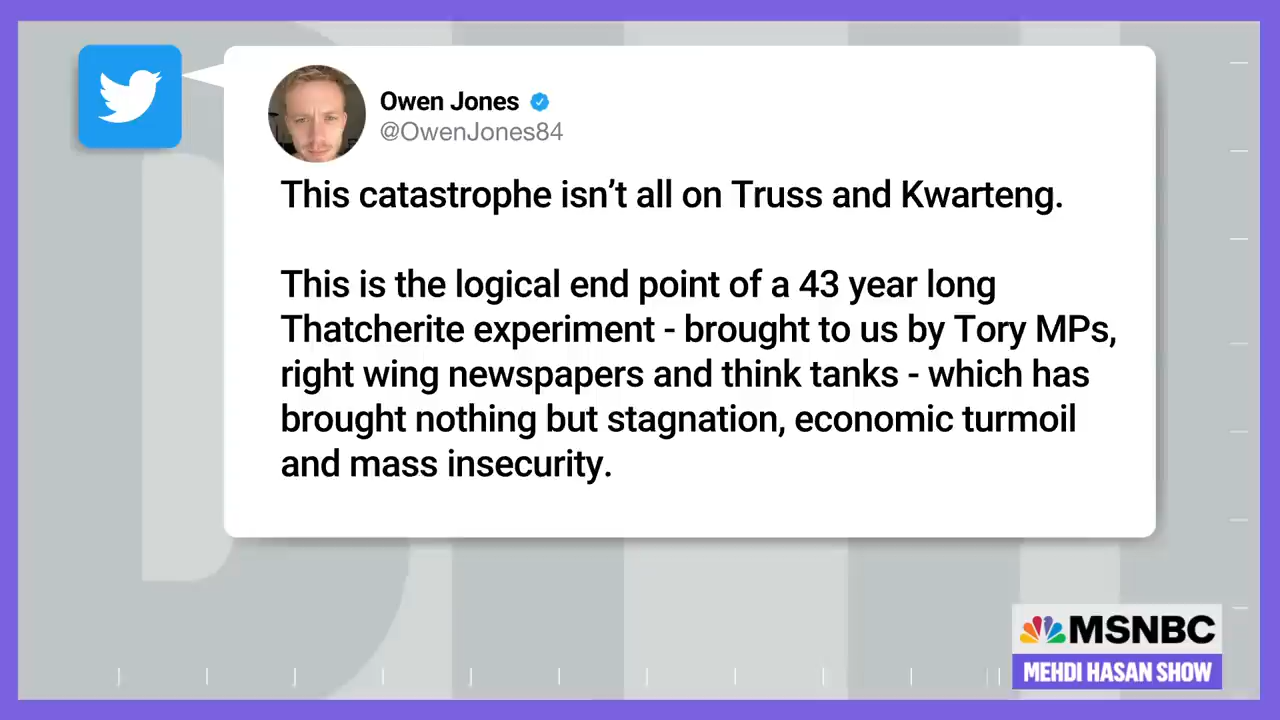 Owen Jones
@OwenJones84
This catastrophe isn’t all on Truss and Kwarteng.
This is the logical end point of a 43 year long
Thatcherite experiment - brought to us by Tory MPs,
right wing newspapers and think tanks - which has
brought nothing but stagnation, economic turmoil
and mass insecurity.
MSNBC
MEHDI HASAN SHOW